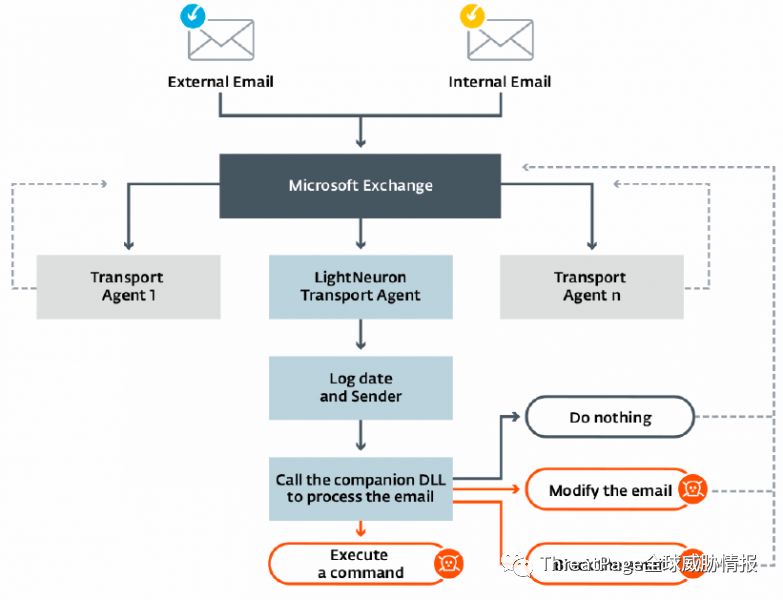 External Email
Internal Email
Microsoft Exchange
Transport
Agent 1
LightNeuron
Transport Agent
Transport
Agent n
Log date
and Sender
Do nothing
Call the companion DLL
to process the email
Modify the email
Execute
a command
ThreatPage全球威胁情报